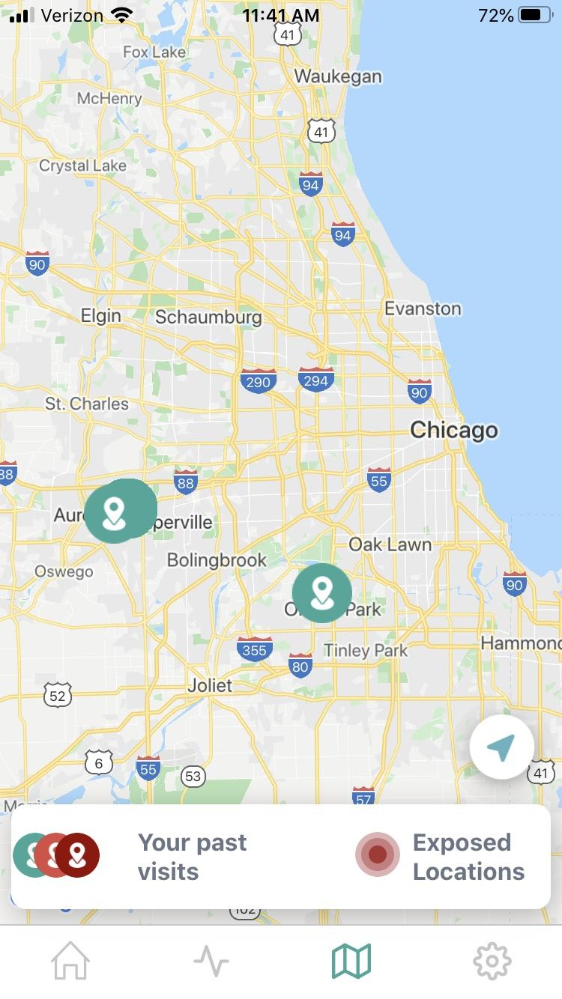 Verizon 11:41 AM 72%
41
Fox Lake
Waukegan
McHenry
41
Crystal Lake
94
94
90
Evanston
Elgin Schaumburg
290 294
90
St. Charles
Chicago
88
55
88
Aur perville
Oak Lawn
Bolingbrook
Oswego
90
O Park
Hammond
355 Tinley Park
80
Joliet
52
6 55 53 41
57
Morris
Your past Exposed
visits Locations
102